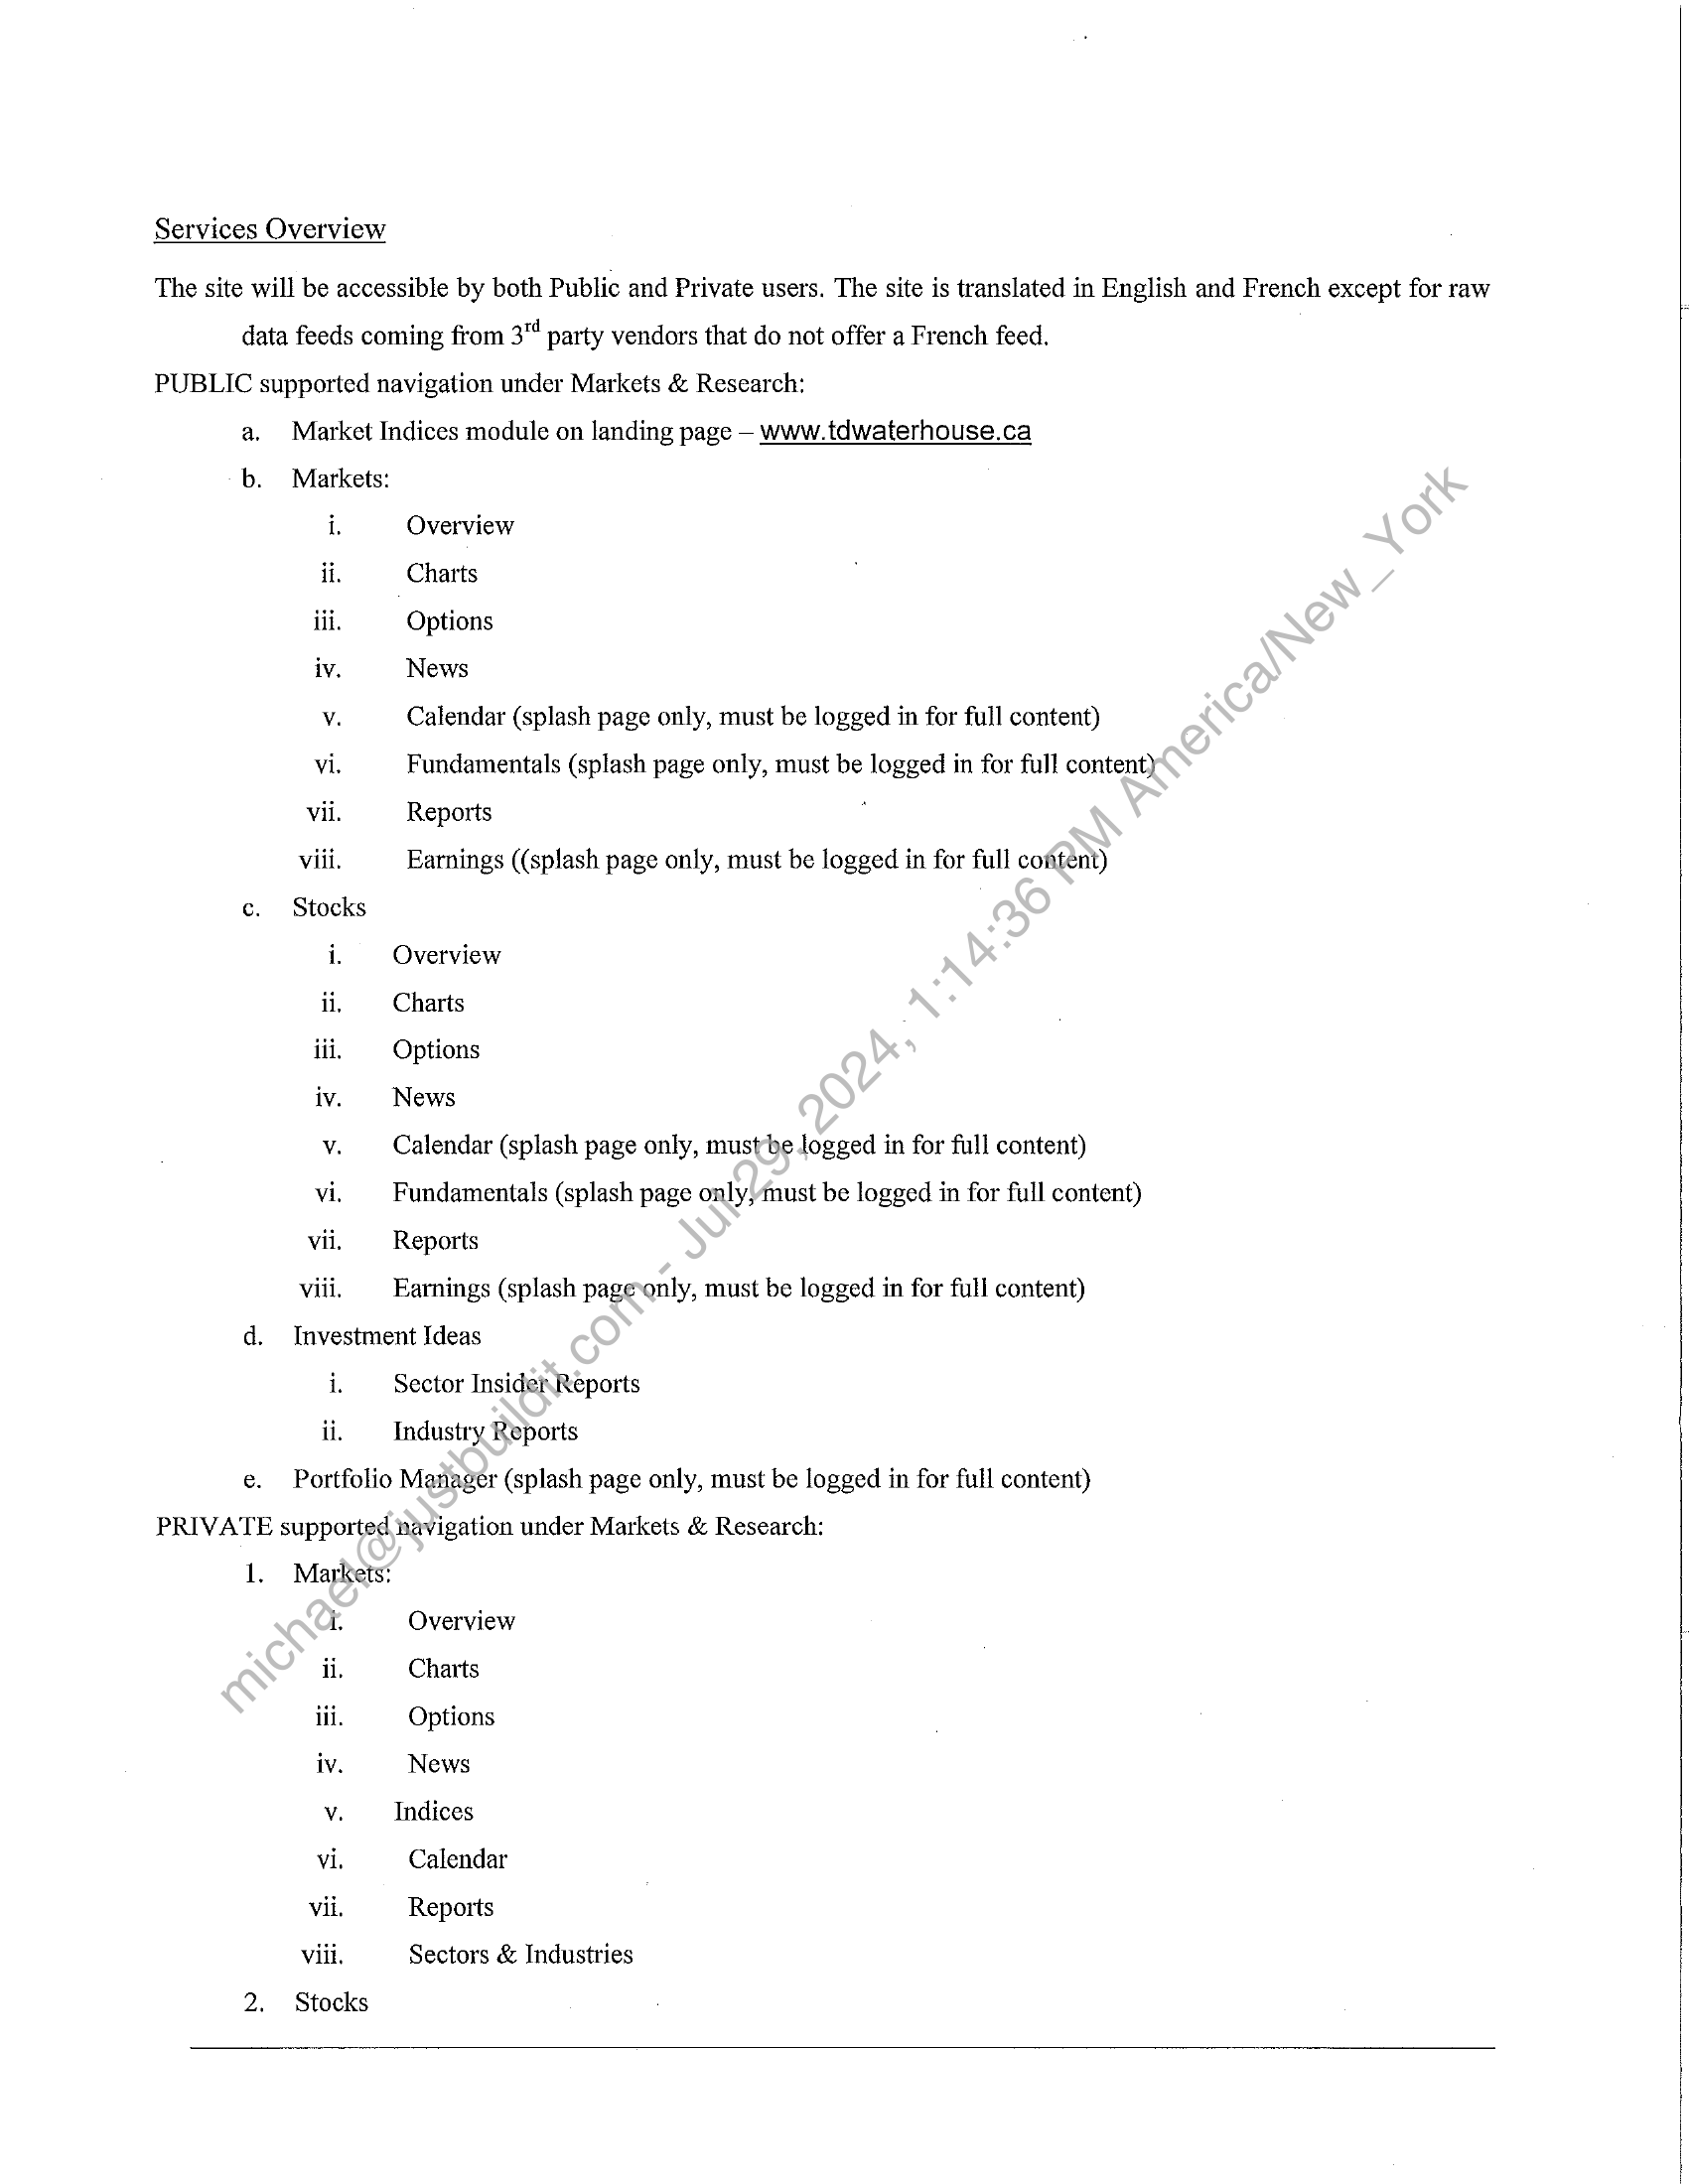 Services Overview
The site will be accessible by both Public and Private users. The site is translated in English and French except for raw
data feeds coming from 3rd party vendors that do not offer a French feed.
PUBLIC supported navigation under Markets & Research:
a. Market Indices module on landing page – www.tdwaterhouse.ca
b. Markets:
i. Overview
ii. Charts
iii. Options
iv. News
v. Calendar (splash page only, must be logged in for full content)
vi. Fundamentals (splash page only, must be logged in for full content)
vii. Reports
viii. Earnings ((splash page only, must be logged in for full content)
c. Stocks
i. Overview
ii. Charts
iii. Options
iv. News
v. Calendar (splash page only, must be logged in for full content)
vi. Fundamentals (splash page only, must be logged in for full content)
vii. Reports
viii. Earnings (splash page only, must be logged in for full content)
d. Investment Ideas
i. Sector Insider Reports
ii. Industry Reports
e. Portfolio Manager (splash page only, must be logged in for full content)
PRIVATE supported navigation under Markets & Research:
1. Markets:
i. Overview
ii. Charts
iii. Options
iv. News
v. Indices
vi. Calendar
vii. Reports
viii. Sectors & Industries
2. Stocks
michael@justbuildit.com - Jul 29, 2024, 1:14:36 PM America/New_York